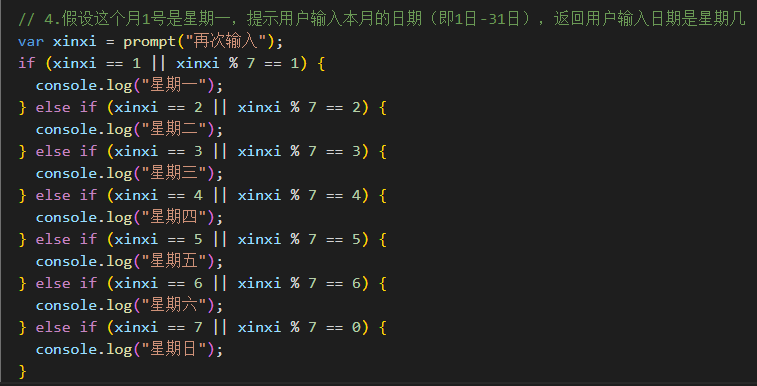 // 4.假设这个月1号是星期一，提示用户输入本月的日期（即1日-31日），返回用户输入日期是星期几
var xinxi = prompt("再次输入");
if (xinxi == 1 || xinxi % 7 == 1) {
  console.log("星期一");
} else if (xinxi == 2 || xinxi % 7 == 2) {
  console.log("星期二");
} else if (xinxi == 3 || xinxi % 7 == 3) {
  console.log("星期三");
} else if (xinxi == 4 || xinxi % 7 == 4) {
  console.log("星期四");
} else if (xinxi == 5 || xinxi % 7 == 5) {
  console.log("星期五");
} else if (xinxi == 6 || xinxi % 7 == 6) {
  console.log("星期六");
} else if (xinxi == 7 || xinxi % 7 == 0) {
  console.log("星期日");
}